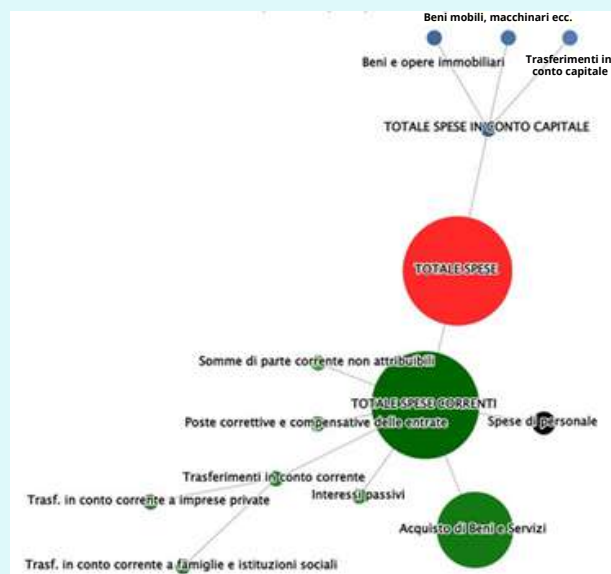 Beni mobili, macchinari ecc.
Beni e opere immobiliari
Trasferimenti in
conto capitale
TOTALE SPESE IN CONTO CAPITALE
TOTALE SPESE
Somme di parte corrente non attribuibili
TOTALE SPESE CORRENTI
Poste correttive e compensative delle entrate
Spese di personale
Trasferimenti in conto corrente
Interessi passivi
Trasf. in conto corrente a imprese private
Acquisto di Beni e Servizi
Trasf. in conto corrente a famiglie e istituzioni sociali